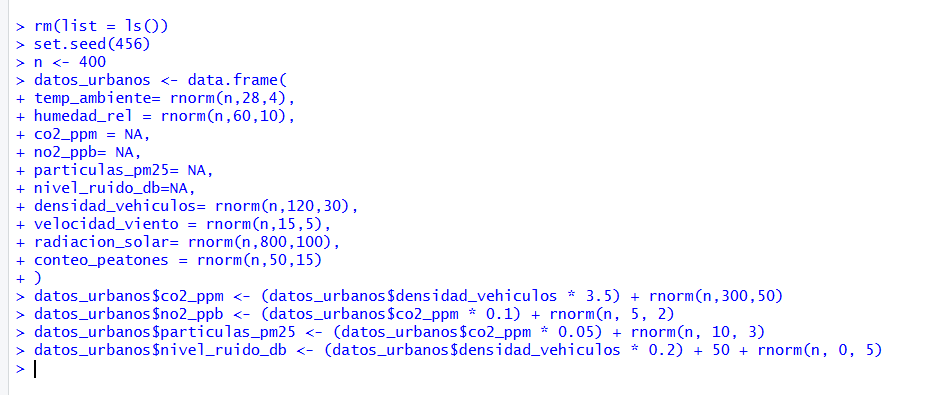 > rm(list = ls())
> set.seed(456)
> n <- 400
> datos_urbanos <- data.frame(
+ temp_ambiente= rnorm(n,28,4),
+ humedad_rel = rnorm(n,60,10),
+ co2_ppm = NA,
+ no2_ppb= NA,
+ particulas_pm25= NA,
+ nivel_ruido_db=NA,
+ densidad_vehiculos= rnorm(n,120,30),
+ velocidad_viento = rnorm(n,15,5),
+ radiacion_solar= rnorm(n,800,100),
+ conteo_peatones = rnorm(n,50,15)
+ )
> datos_urbanos$co2_ppm <- (datos_urbanos$densidad_vehiculos * 3.5) + rnorm(n,300,50)
> datos_urbanos$no2_ppb <- (datos_urbanos$co2_ppm * 0.1) + rnorm(n, 5, 2)
> datos_urbanos$particulas_pm25 <- (datos_urbanos$co2_ppm * 0.05) + rnorm(n, 10, 3)
> datos_urbanos$nivel_ruido_db <- (datos_urbanos$densidad_vehiculos * 0.2) + 50 + rnorm(n, 0, 5)
>